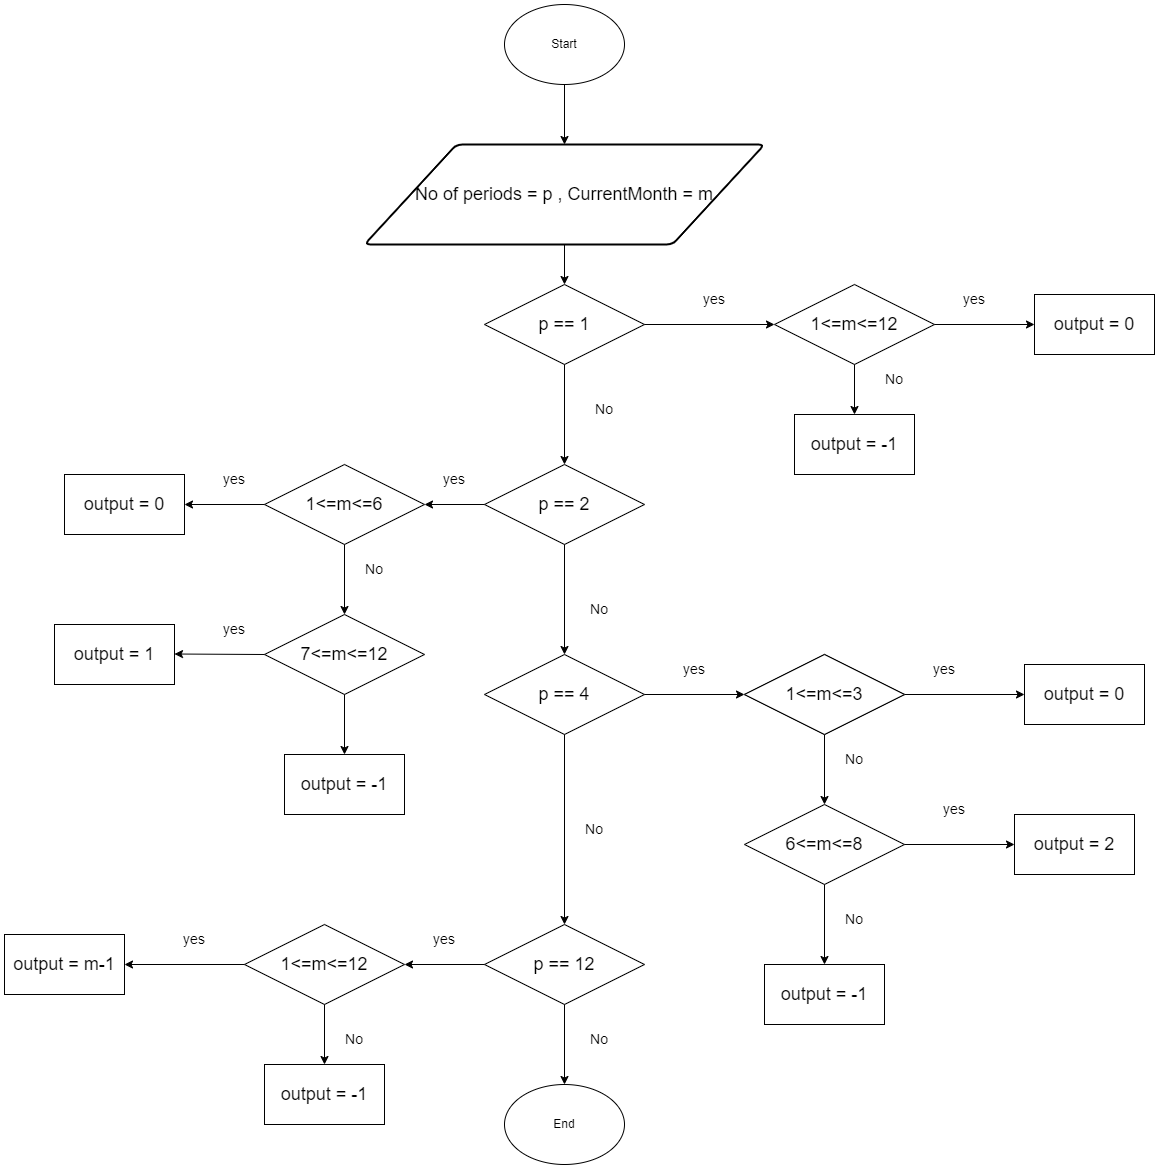 Start
No of periods = p , CurrentMonth = m
p == 1
yes
1<=m<=12
yes
output = 0
No
output = -1
No
p == 2
yes
1<=m<=6
yes
output = 0
No
7<=m<=12
yes
output = 1
output = -1
No
p == 4
yes
1<=m<=3
yes
output = 0
No
6<=m<=8
yes
output = 2
No
output = -1
No
p == 12
yes
1<=m<=12
yes
output = m-1
No
output = -1
No
End